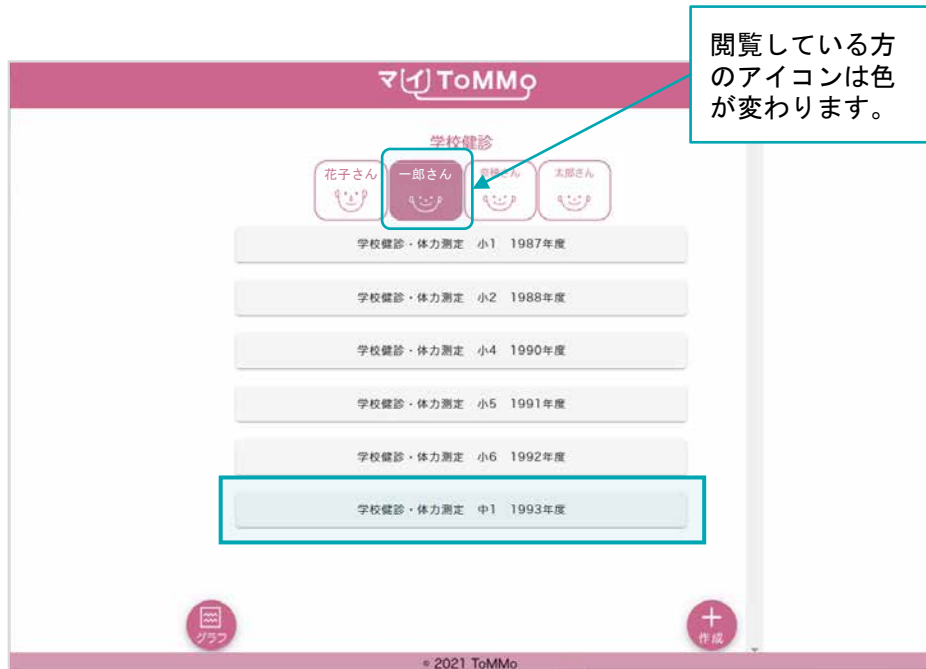 閲覧している方
のアイコンは色
が変わります。
マイ ToMMo
学校健診
花子さん
一郎さん
さん
太郎さん
学校健診・体力測定 小1 1987年度
学校健診・体力測定 小2 1988年度
学校健診・体力測定 小4 1990年度
学校健診・体力測定 小5 1991年度
学校健診・体力測定 小6 1992年度
学校健診・体力測定 中1 1993年度
グラフ
作成
© 2021 ToMMo